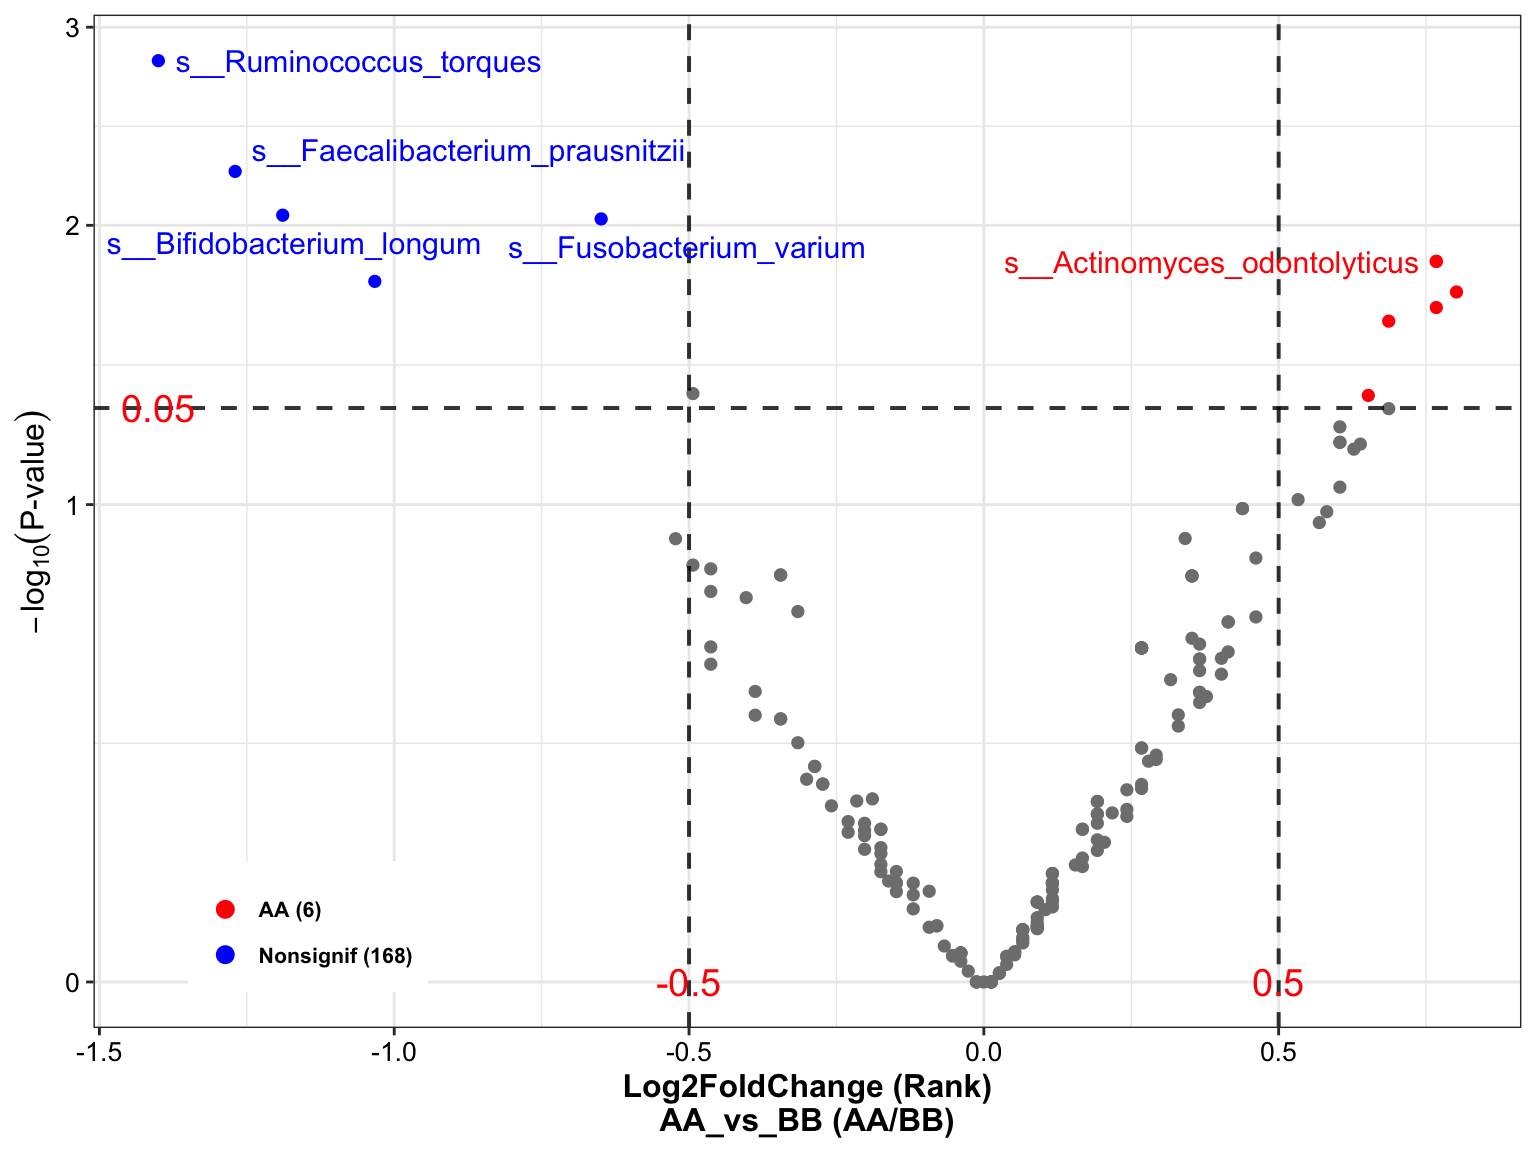 3
s__Ruminococcus_torques
s__Faecalibacterium_prausnitzii
2
s__Bifidobacterium_longum
s__Fusobacterium_varium
s__Actinomyces_odontolyticus
0.05
−log10(P-value)
1
AA (6)
Nonsignif (168)
0
-0.5
0.5
-1.5
-1.0
-0.5
0.0
0.5
Log2FoldChange (Rank)
AA_vs_BB (AA/BB)